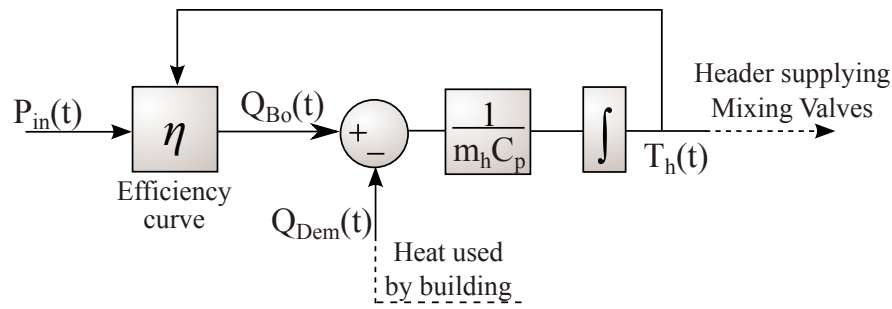 P_in(t)
η
Efficiency
curve
Q_Bo(t)
+
−
Q_Dem(t)
Heat used
by building
1
m_hC_p
∫
T_h(t)
Header supplying
Mixing Valves